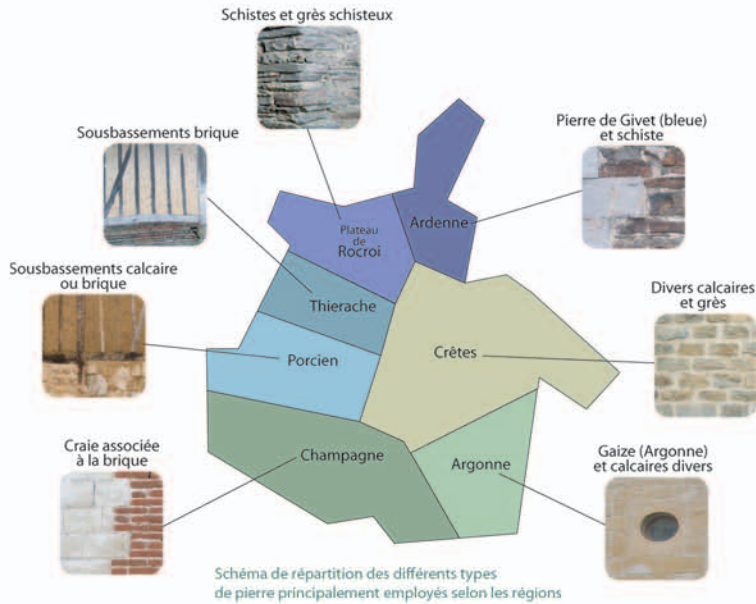 Schistes et grès schisteux
Sousbassements brique
Pierre de Givet (bleue)
et schiste
Plateau
de
Rocroi
Ardenne
Sousbassements calcaire
ou brique
Thierache
Divers calcaires
et grès
Porcien
Crêtes
Craie associée
à la brique
Champagne
Argonne
Gaize (Argonne)
et calcaires divers
Schéma de répartition des différents types
de pierre principalement employés selon les régions